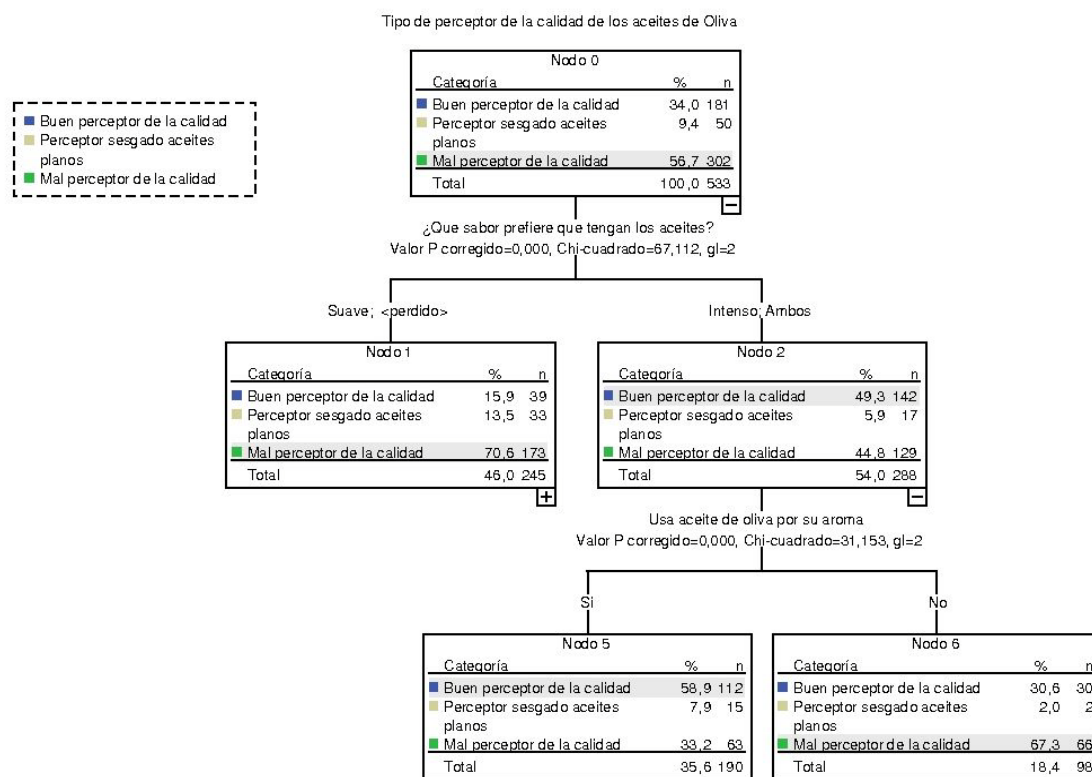 Tipo de perceptor de la calidad de los aceites de Oliva
Buen perceptor de la calidad
Perceptor sesgado aceites
planos
Mal perceptor de la calidad
Nodo 0
Categoría % n
Buen perceptor de la calidad 34,0 181
Perceptor sesgado aceites 9,4 50
planos
Mal perceptor de la calidad 56,7 302
Total 100,0 533
¿Que sabor prefiere que tengan los aceites?
Valor P corregido=0,000, Chi-cuadrado=67,112, gl=2
Suave; <perdido>
Intenso; Ambos
Nodo 1
Categoría % n
Buen perceptor de la calidad 15,9 39
Perceptor sesgado aceites 13,5 33
planos
Mal perceptor de la calidad 70,6 173
Total 46,0 245
Nodo 2
Categoría % n
Buen perceptor de la calidad 49,3 142
Perceptor sesgado aceites 5,9 17
planos
Mal perceptor de la calidad 44,8 129
Total 54,0 288
Usa aceite de oliva por su aroma
Valor P corregido=0,000, Chi-cuadrado=31,153, gl=2
Si
No
Nodo 5
Categoría % n
Buen perceptor de la calidad 58,9 112
Perceptor sesgado aceites 7,9 15
planos
Mal perceptor de la calidad 33,2 63
Total 35,6 190
Nodo 6
Categoría % n
Buen perceptor de la calidad 30,6 30
Perceptor sesgado aceites 2,0 2
planos
Mal perceptor de la calidad 67,3 66
Total 18,4 98